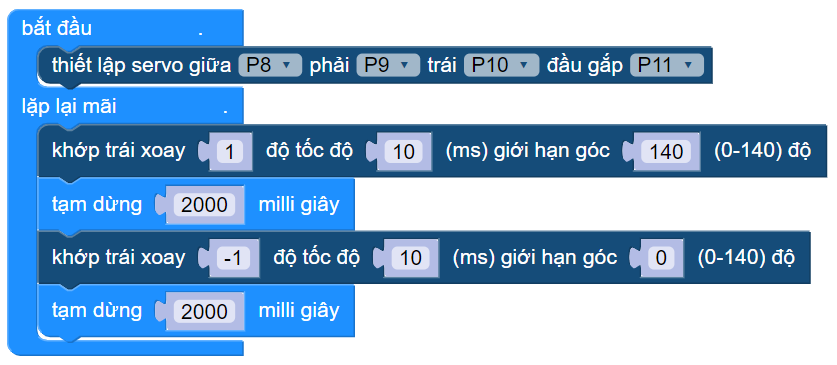 bắt đầu .
thiết lập servo giữa P8 phải P9 trái P10 đầu gắp P11
lặp lại mãi .
khớp trái xoay 1 độ tốc độ 10 (ms) giới hạn góc 140 (0-140) độ
tạm dừng 2000 milli giây
khớp trái xoay -1 độ tốc độ 10 (ms) giới hạn góc 0 (0-140) độ
tạm dừng 2000 milli giây